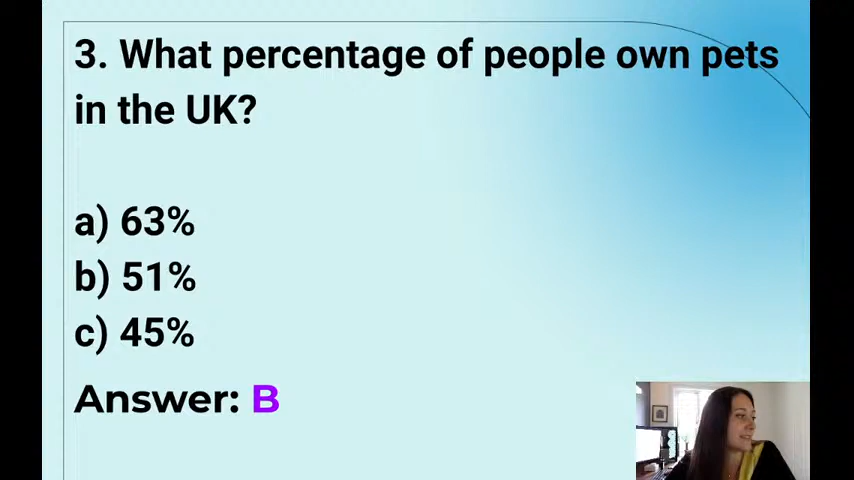 3. What percentage of people own pets
in the UK?
a) 63%
b) 51%
c) 45%
Answer: B